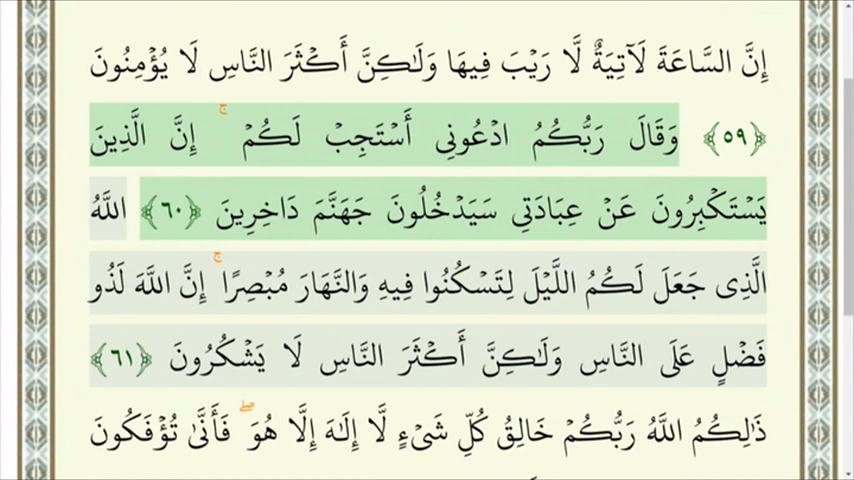 إِنَّ السَّاعَةَ لَآتِيَةٌ لَّا رَيْبَ فِيهَا وَلَٰكِنَّ أَكْثَرَ النَّاسِ لَا يُؤْمِنُونَ
﴿٥٩﴾ وَقَالَ رَبُّكُمُ ادْعُونِي أَسْتَجِبْ لَكُمْ ۚ إِنَّ الَّذِينَ
يَسْتَكْبِرُونَ عَنْ عِبَادَتِي سَيَدْخُلُونَ جَهَنَّمَ دَاخِرِينَ ﴿٦٠﴾ اللَّهُ
الَّذِي جَعَلَ لَكُمُ اللَّيْلَ لِتَسْكُنُوا فِيهِ وَالنَّهَارَ مُبْصِرًا ۚ إِنَّ اللَّهَ لَذُو
فَضْلٍ عَلَى النَّاسِ وَلَٰكِنَّ أَكْثَرَ النَّاسِ لَا يَشْكُرُونَ ﴿٦١﴾
ذَٰلِكُمُ اللَّهُ رَبُّكُمْ خَالِقُ كُلِّ شَيْءٍ لَّا إِلَٰهَ إِلَّا هُوَ ۖ فَأَنَّىٰ تُؤْفَكُونَ